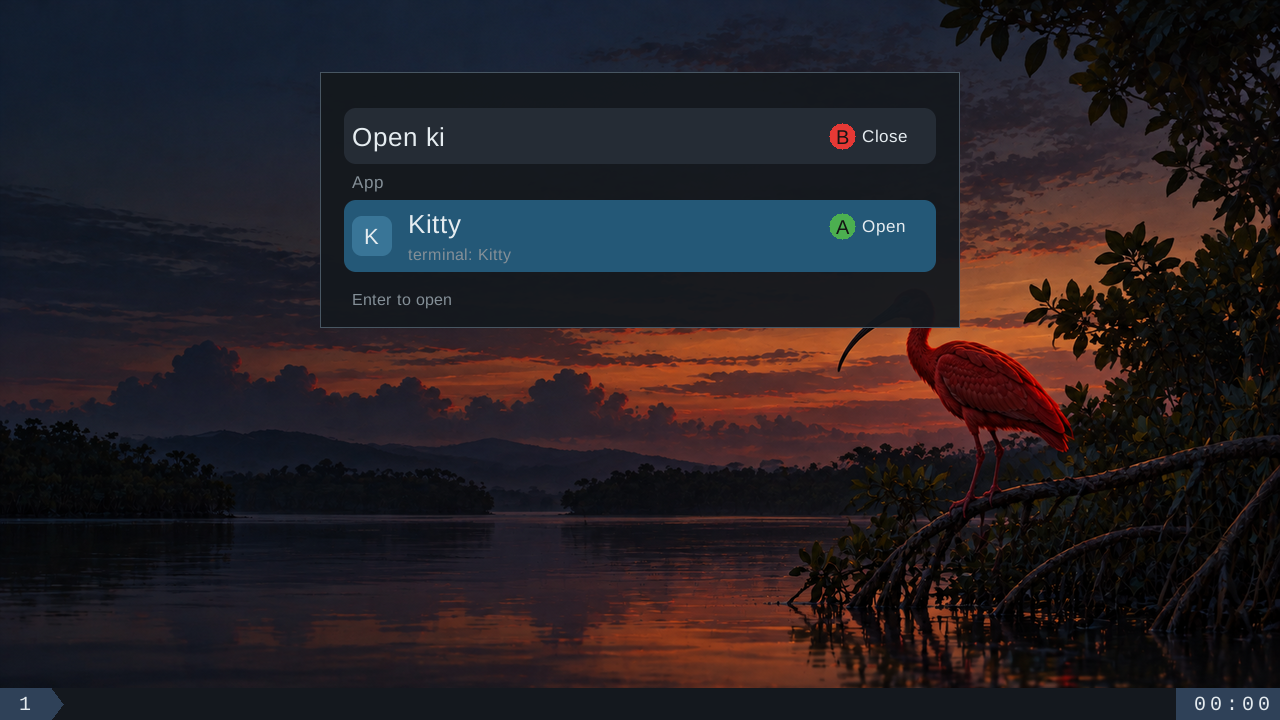 Open ki
B Close
App
K
Kitty
A Open
terminal: Kitty
Enter to open
1
00:00